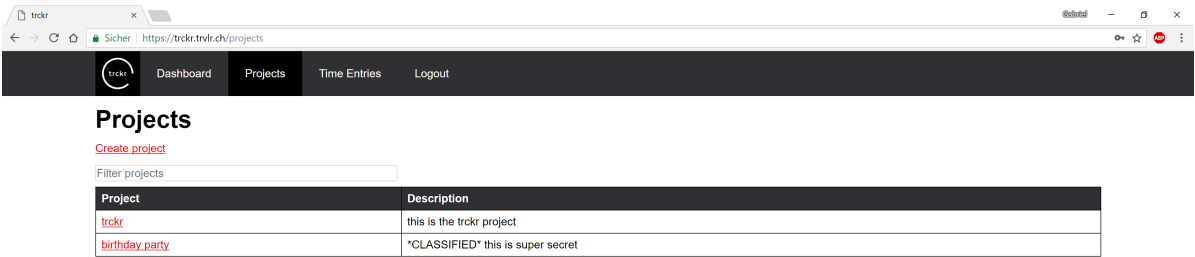 trckr
Gabriel
Sicher https://trckr.trvlr.ch/projects
ABP
trckr Dashboard Projects Time Entries Logout
Projects
Create project
Filter projects
Project Description
trckr this is the trckr project
birthday party *CLASSIFIED* this is super secret